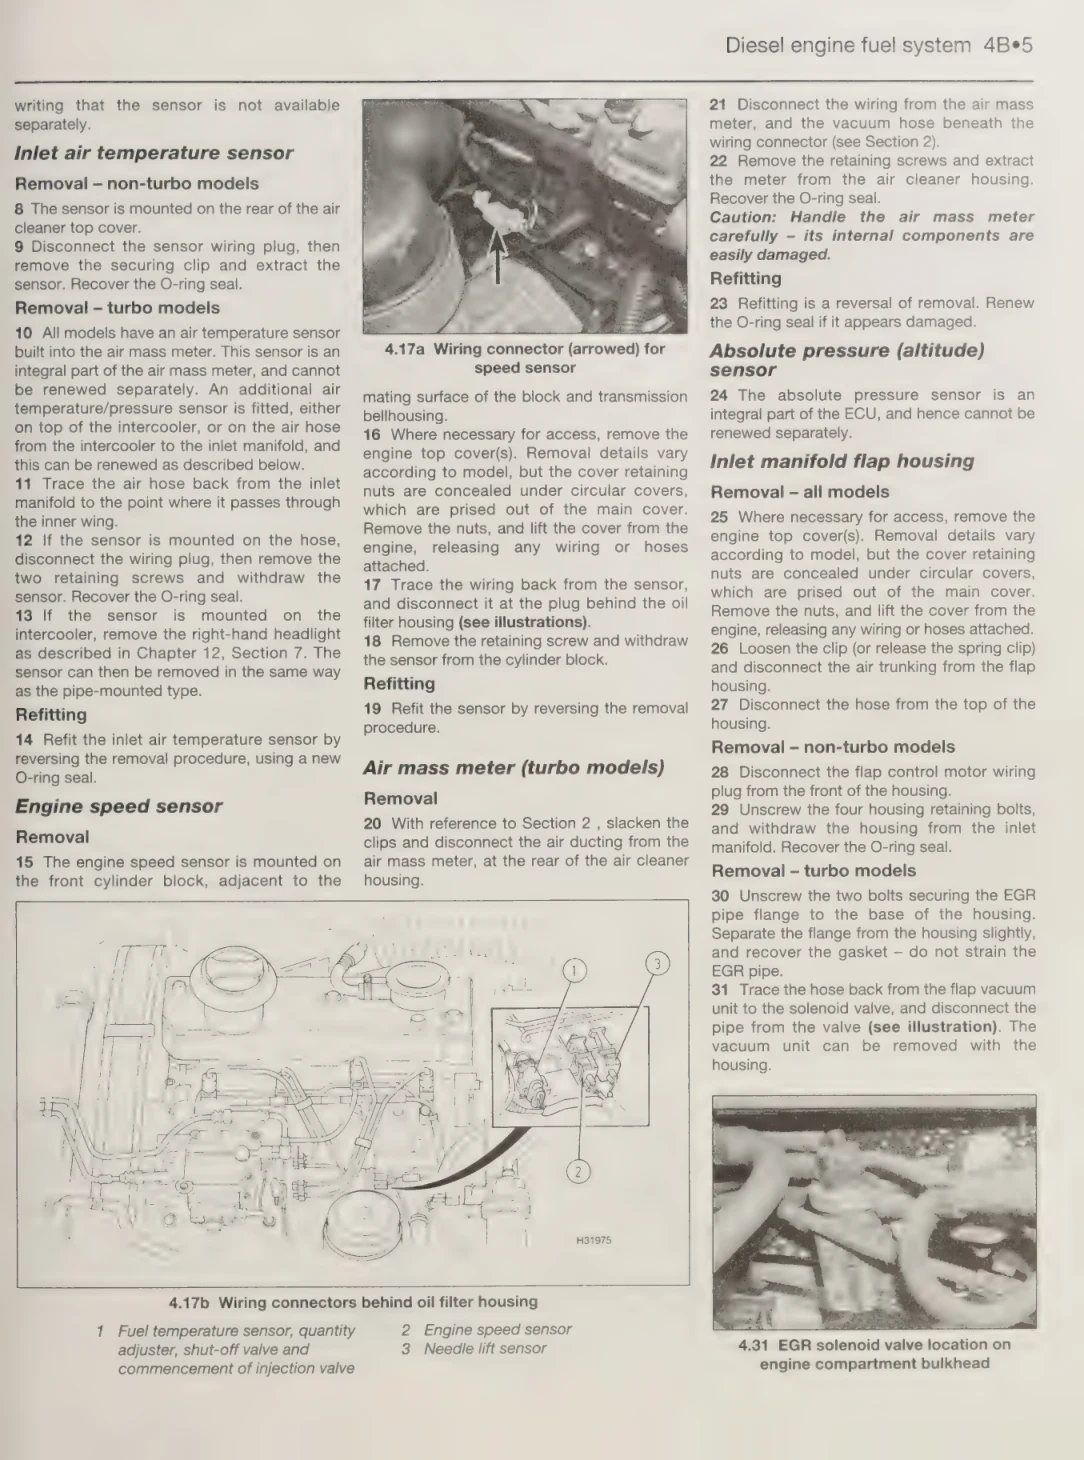 Diesel engine fuel system 4B•5
writing that the sensor is not available
separately.
Inlet air temperature sensor
Removal – non-turbo models
8 The sensor is mounted on the rear of the air
cleaner top cover.
9 Disconnect the sensor wiring plug, then
remove the securing clip and extract the
sensor. Recover the O-ring seal.
Removal – turbo models
10 All models have an air temperature sensor
built into the air mass meter. This sensor is an
integral part of the air mass meter, and cannot
be renewed separately. An additional air
temperature/pressure sensor is fitted, either
on top of the intercooler, or on the air hose
from the intercooler to the inlet manifold, and
this can be renewed as described below.
11 Trace the air hose back from the inlet
manifold to the point where it passes through
the inner wing.
12 If the sensor is mounted on the hose,
disconnect the wiring plug, then remove the
two retaining screws and withdraw the
sensor. Recover the O-ring seal.
13 If the sensor is mounted on the
intercooler, remove the right-hand headlight
as described in Chapter 12, Section 7. The
sensor can then be removed in the same way
as the pipe-mounted type.
Refitting
14 Refit the inlet air temperature sensor by
reversing the removal procedure, using a new
O-ring seal.
Engine speed sensor
Removal
15 The engine speed sensor is mounted on
the front cylinder block, adjacent to the
4.17a Wiring connector (arrowed) for
speed sensor
mating surface of the block and transmission
bellhousing.
16 Where necessary for access, remove the
engine top cover(s). Removal details vary
according to model, but the cover retaining
nuts are concealed under circular covers,
which are prised out of the main cover.
Remove the nuts, and lift the cover from the
engine, releasing any wiring or hoses
attached.
17 Trace the wiring back from the sensor,
and disconnect it at the plug behind the oil
filter housing (see illustrations).
18 Remove the retaining screw and withdraw
the sensor from the cylinder block.
Refitting
19 Refit the sensor by reversing the removal
procedure.
Air mass meter (turbo models)
Removal
20 With reference to Section 2 , slacken the
clips and disconnect the air ducting from the
air mass meter, at the rear of the air cleaner
housing.
21 Disconnect the wiring from the air mass
meter, and the vacuum hose beneath the
wiring connector (see Section 2).
22 Remove the retaining screws and extract
the meter from the air cleaner housing.
Recover the O-ring seal.
Caution: Handle the air mass meter
carefully – its internal components are
easily damaged.
Refitting
23 Refitting is a reversal of removal. Renew
the O-ring seal if it appears damaged.
Absolute pressure (altitude)
sensor
24 The absolute pressure sensor is an
integral part of the ECU, and hence cannot be
renewed separately.
Inlet manifold flap housing
Removal – all models
25 Where necessary for access, remove the
engine top cover(s). Removal details vary
according to model, but the cover retaining
nuts are concealed under circular covers,
which are prised out of the main cover.
Remove the nuts, and lift the cover from the
engine, releasing any wiring or hoses attached.
26 Loosen the clip (or release the spring clip)
and disconnect the air trunking from the flap
housing.
27 Disconnect the hose from the top of the
housing.
Removal – non-turbo models
28 Disconnect the flap control motor wiring
plug from the front of the housing.
29 Unscrew the four housing retaining bolts,
and withdraw the housing from the inlet
manifold. Recover the O-ring seal.
Removal – turbo models
30 Unscrew the two bolts securing the EGR
pipe flange to the base of the housing.
Separate the flange from the housing slightly,
and recover the gasket – do not strain the
EGR pipe.
31 Trace the hose back from the flap vacuum
unit to the solenoid valve, and disconnect the
pipe from the valve (see illustration). The
vacuum unit can be removed with the
housing.
1
3
2
H31975
4.17b Wiring connectors behind oil filter housing
1 Fuel temperature sensor, quantity
adjuster, shut-off valve and
commencement of injection valve
2 Engine speed sensor
3 Needle lift sensor
4.31 EGR solenoid valve location on
engine compartment bulkhead